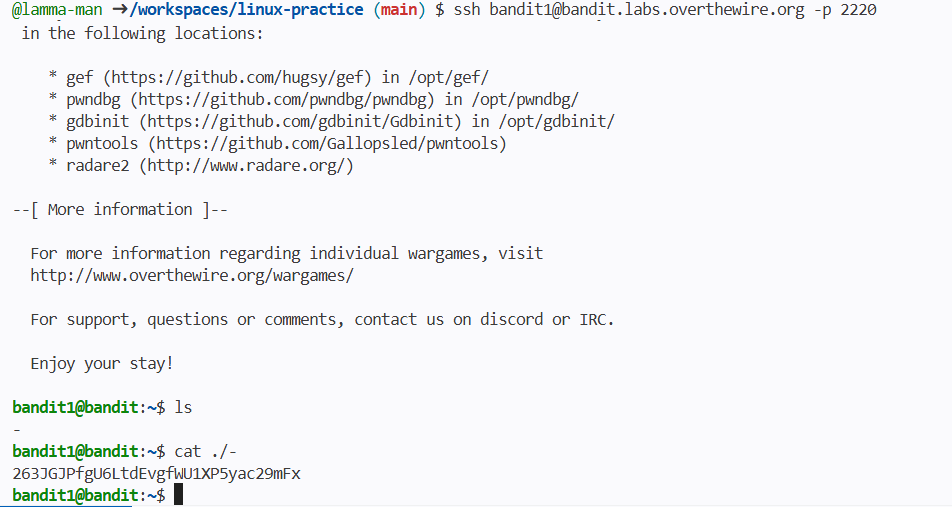 @lamma-man ➜/workspaces/linux-practice (main) $ ssh bandit1@bandit.labs.overthewire.org -p 2220
in the following locations:
* gef (https://github.com/hugsy/gef) in /opt/gef/
* pwndbg (https://github.com/pwndbg/pwndbg) in /opt/pwndbg/
* gdbinit (https://github.com/gdbinit/Gdbinit) in /opt/gdbinit/
* pwntools (https://github.com/Gallopsled/pwntools)
* radare2 (http://www.radare.org/)
--[ More information ]--
For more information regarding individual wargames, visit
http://www.overthewire.org/wargames/
For support, questions or comments, contact us on discord or IRC.
Enjoy your stay!
bandit1@bandit:~$ ls
-
bandit1@bandit:~$ cat ./-
263JGJPfgU6LtdEvgfWU1XP5yac29mFx
bandit1@bandit:~$